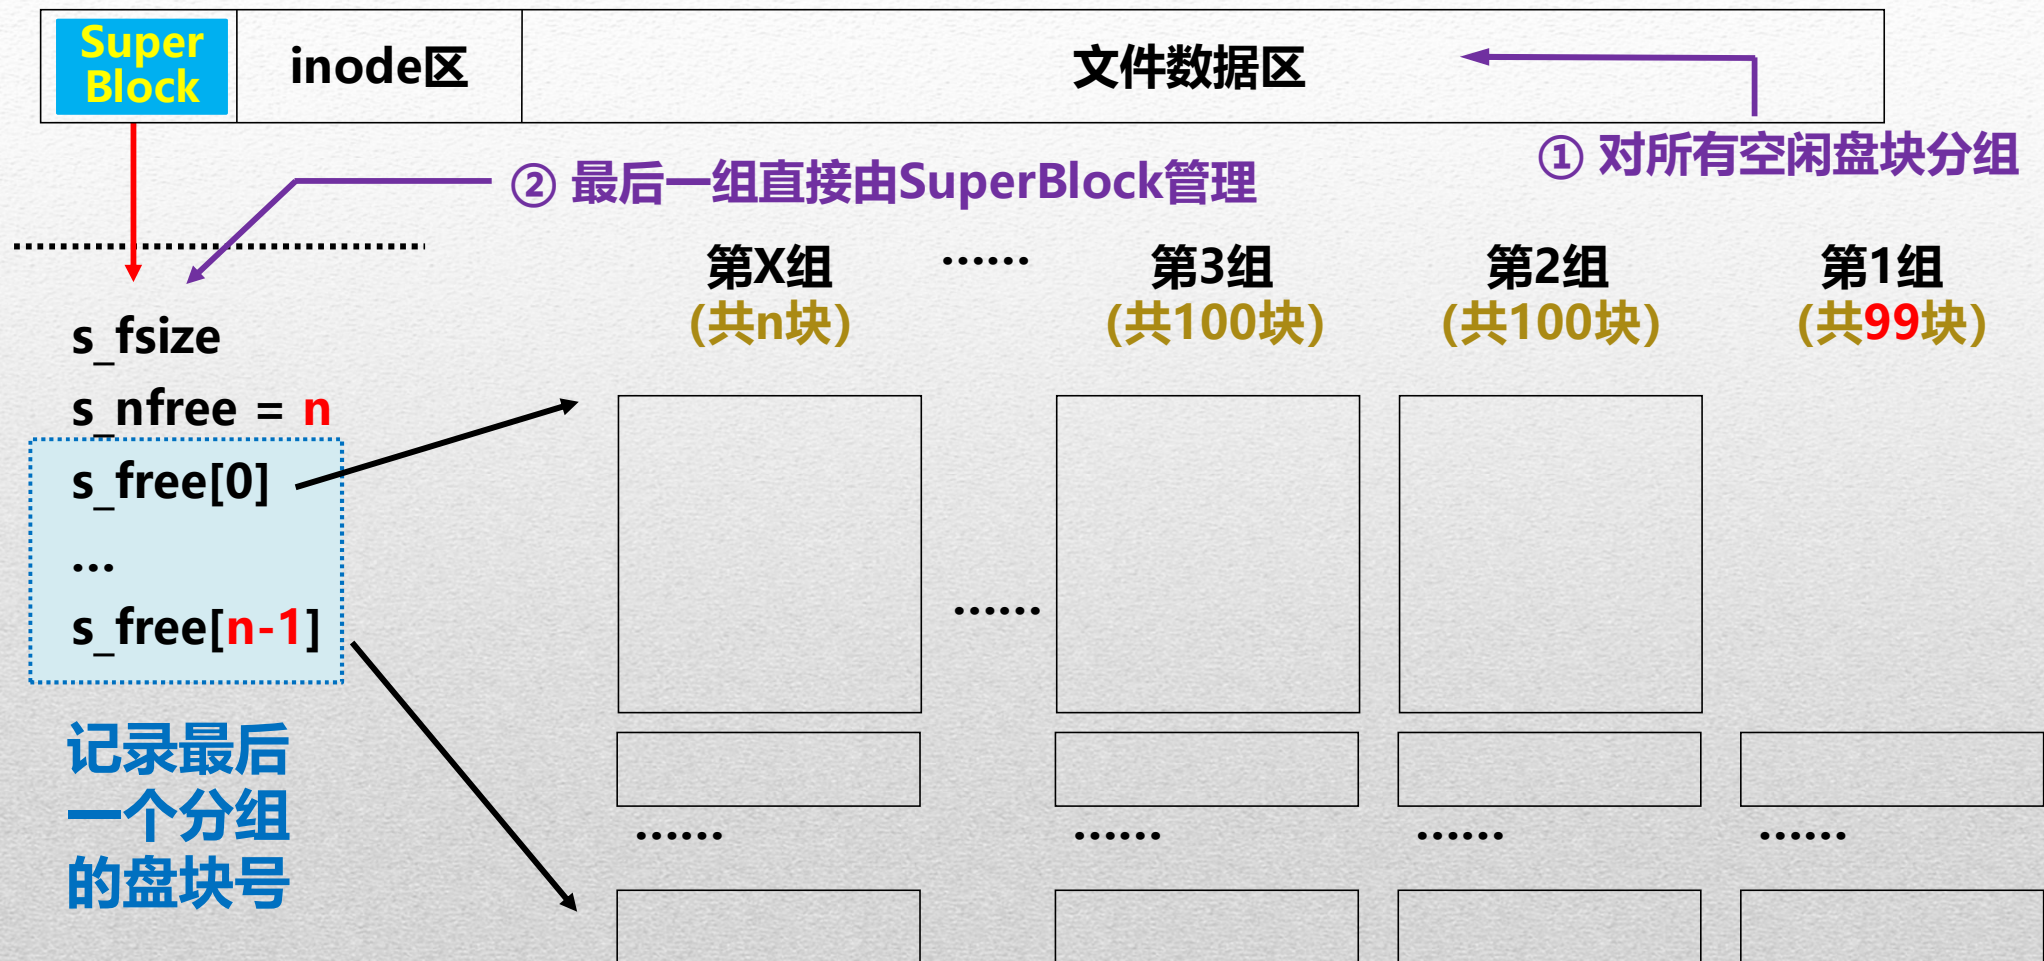 Super
Block
inode区
文件数据区
① 对所有空闲盘块分组
② 最后一组直接由SuperBlock管理
第X组
......
第3组
第2组
第1组
(共n块)
(共100块)
(共100块)
(共99块)
s_fsize
s_nfree = n
s_free[0]
...
s_free[n-1]
......
记录最后
一个分组
的盘块号
......
......
......
......